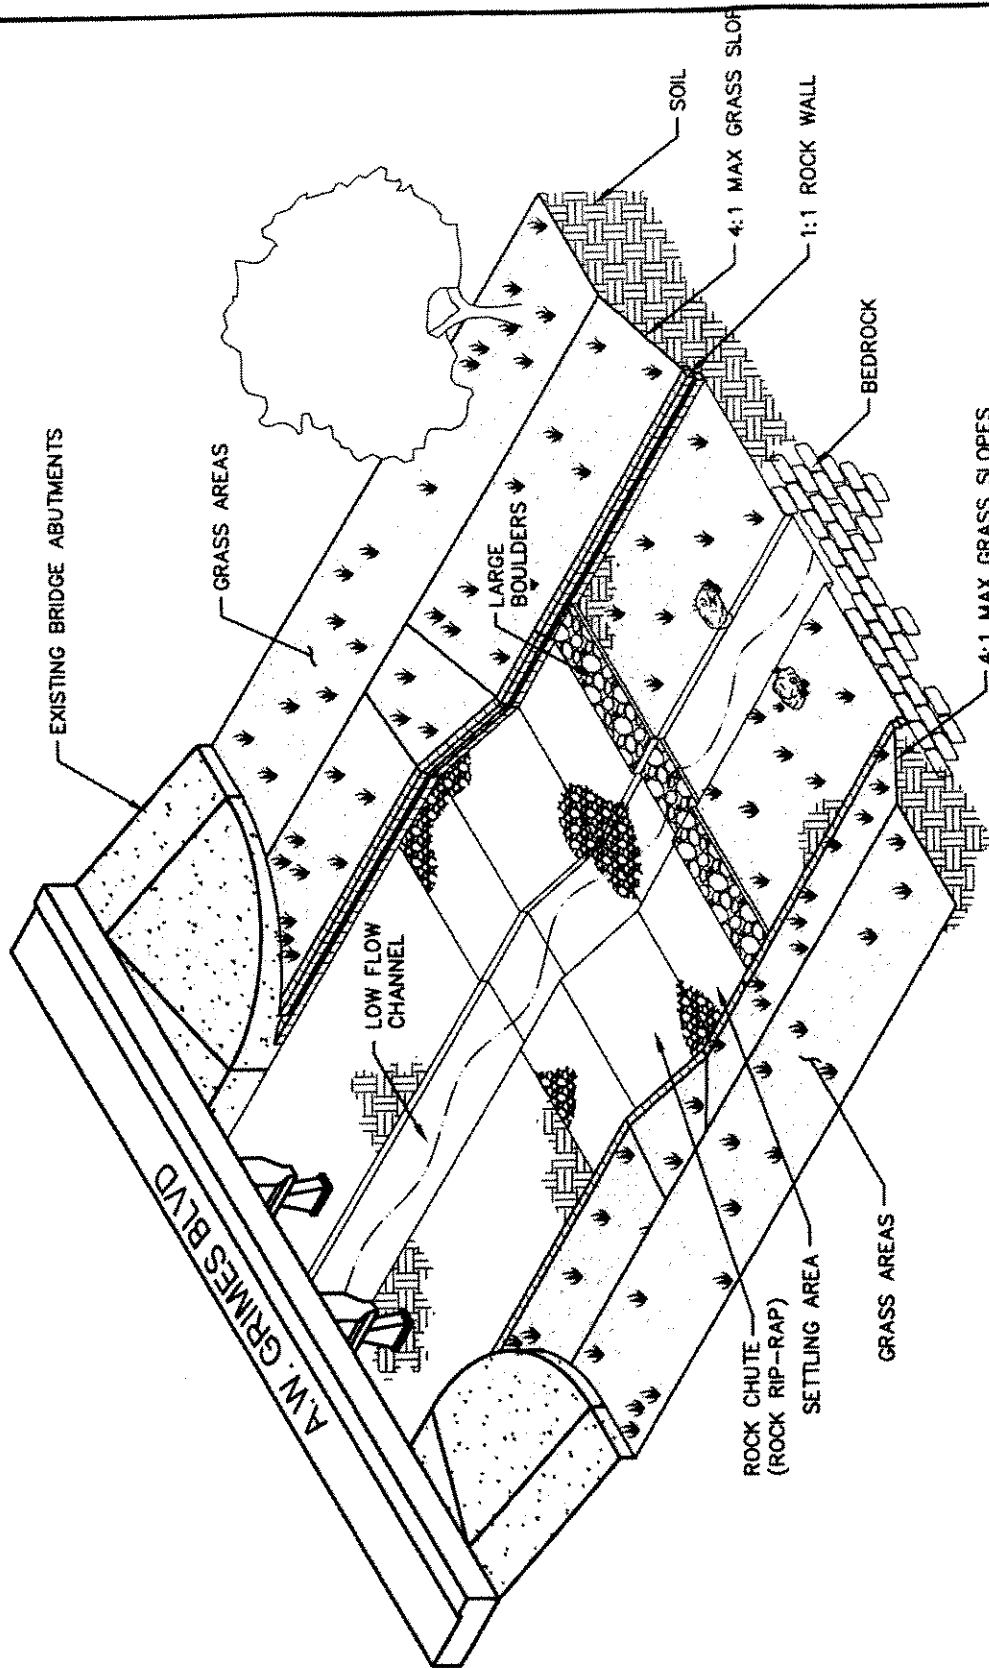 EXISTING BRIDGE ABUTMENTS
GRASS AREAS
SOIL
4:1 MAX GRASS SLOP
1:1 ROCK WALL
LARGE
BOULDERS
BEDROCK
4:1 MAX GRASS SLOPES
LOW FLOW
CHANNEL
A.W. GRIMES BLVD
ROCK CHUTE
(ROCK RIP-RAP)
SETTLING AREA
GRASS AREAS